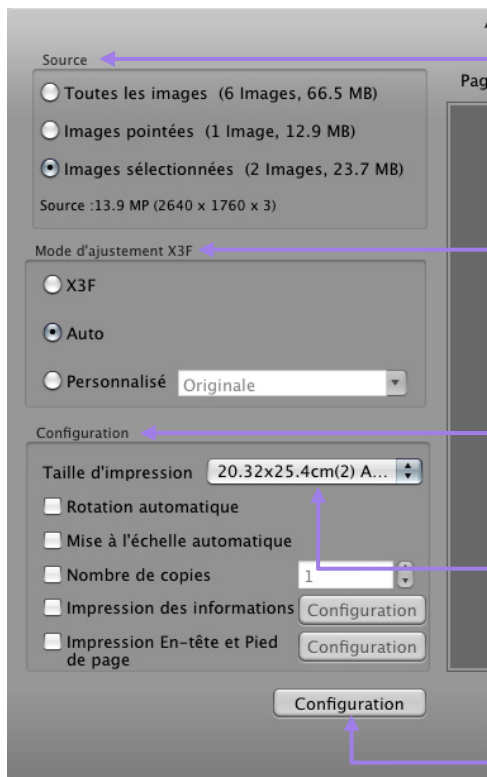 Source
Pag
Toutes les images (6 Images, 66.5 MB)
Images pointées (1 Image, 12.9 MB)
Images sélectionnées (2 Images, 23.7 MB)
Source :13.9 MP (2640 x 1760 x 3)
Mode d'ajustement X3F
X3F
Auto
Personnalisé Originale
Configuration
Taille d'impression 20.32x25.4cm(2) A...
Rotation automatique
Mise à l'échelle automatique
Nombre de copies 1
Impression des informations Configuration
Impression En-tête et Pied
de page Configuration
Configuration